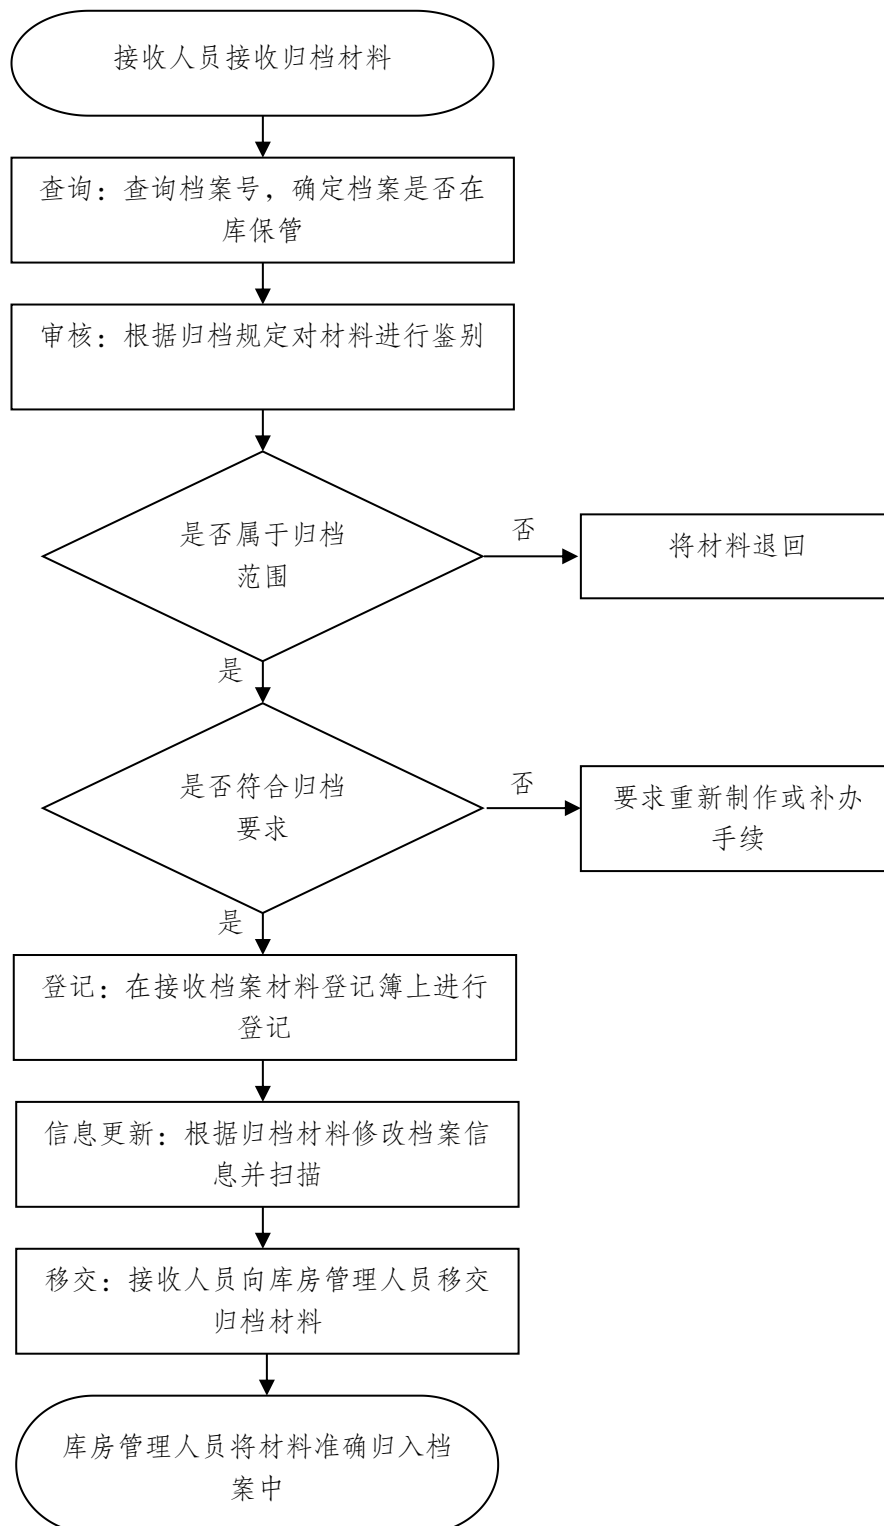 接收人员接收归档材料
查询：查询档案号，确定档案是否在
库保管
审核：根据归档规定对材料进行鉴别
是否属于归档
范围
否
将材料退回
是
是否符合归档
要求
否
要求重新制作或补办
手续
是
登记：在接收档案材料登记簿上进行
登记
信息更新：根据归档材料修改档案信
息并扫描
移交：接收人员向库房管理人员移交
归档材料
库房管理人员将材料准确归入档
案中